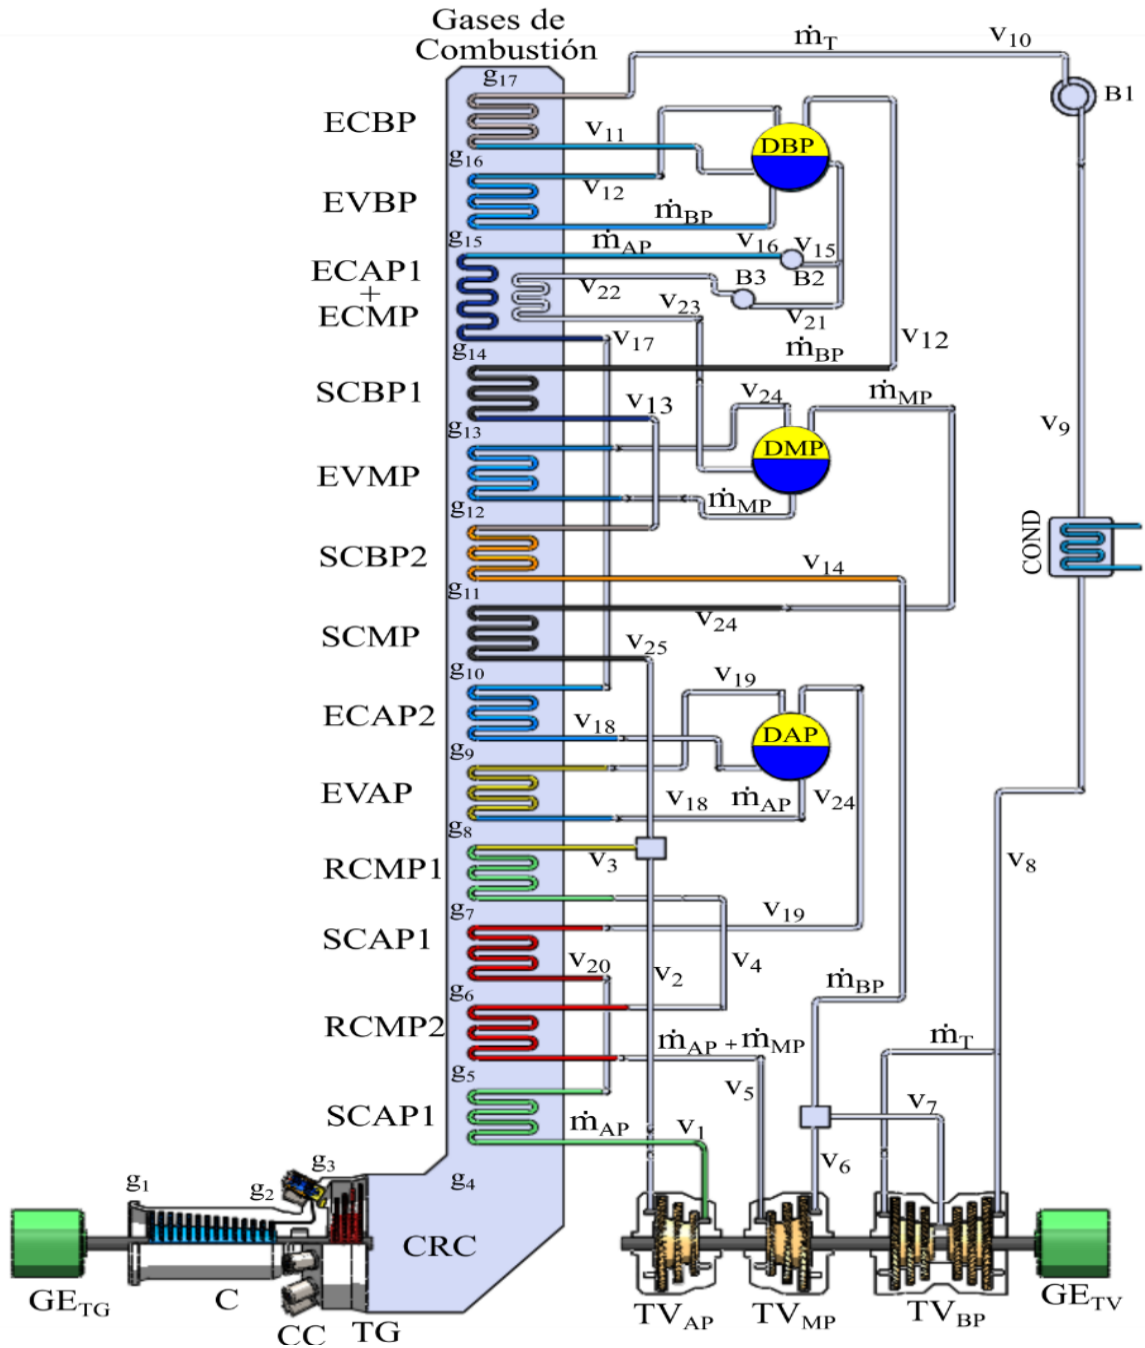 Gases de
Combustión
g17
ṁT
v10
B1
ECBP
v11
DBP
g16
v12
EVBP
ṁBP
g15
ṁAP
v16
v15
ECAP1
+
ECMP
B3
B2
v22
v21
v23
v12
g14
v17
ṁBP
SCBP1
v24
ṁMP
v13
v9
g13
DMP
EVMP
ṁMP
g12
COND
SCBP2
v14
g11
SCMP
v24
v25
g10
v19
ECAP2
v18
DAP
g9
EVAP
v18
ṁAP
v24
g8
v3
v8
RCMP1
g7
v19
SCAP1
v20
v2
v4
g6
ṁBP
RCMP2
ṁAP + ṁMP
ṁT
g5
v5
SCAP1
ṁAP
v1
v7
v6
g3
g1
g2
g4
CRC
GETG
C
CC
TG
TVAP
TVMP
TVBP
GETV